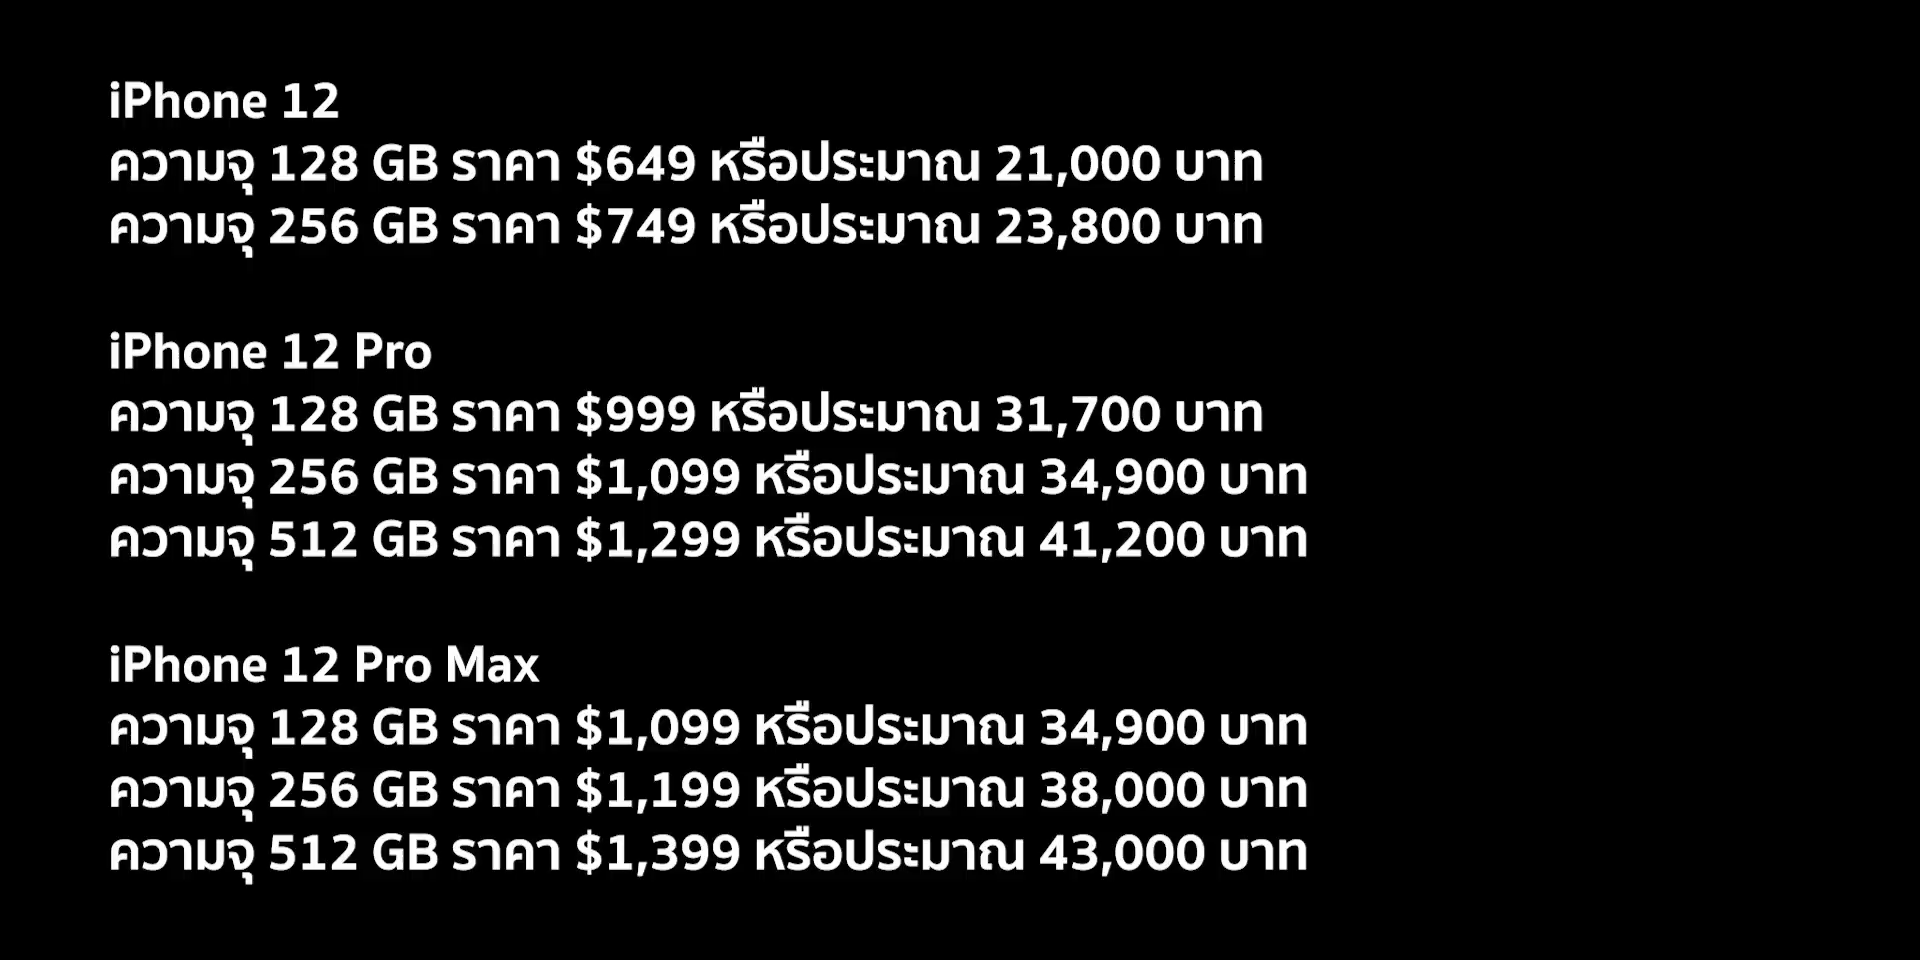 iPhone 12
ความจุ 128 GB ราคา $649 หรือประมาณ 21,000 บาท
ความจุ 256 GB ราคา $749 หรือประมาณ 23,800 บาท
iPhone 12 Pro
ความจุ 128 GB ราคา $999 หรือประมาณ 31,700 บาท
ความจุ 256 GB ราคา $1,099 หรือประมาณ 34,900 บาท
ความจุ 512 GB ราคา $1,299 หรือประมาณ 41,200 บาท
iPhone 12 Pro Max
ความจุ 128 GB ราคา $1,099 หรือประมาณ 34,900 บาท
ความจุ 256 GB ราคา $1,199 หรือประมาณ 38,000 บาท
ความจุ 512 GB ราคา $1,399 หรือประมาณ 43,000 บาท